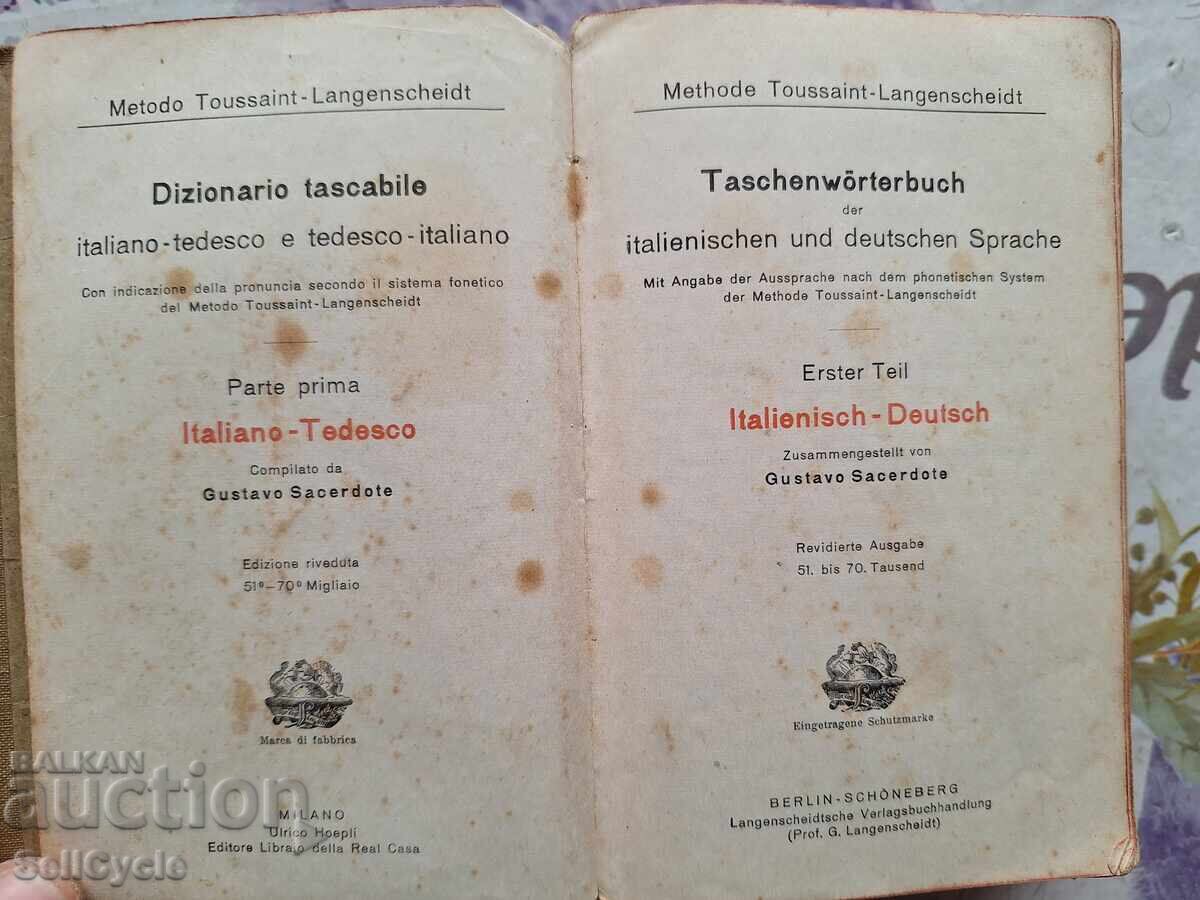 Metodo Toussaint-Langenscheidt
Dizionario tascabile
italiano-tedesco e tedesco-italiano
Con indicazione della pronuncia secondo il sistema fonetico
del Metodo Toussaint-Langenscheidt
Parte prima
Italiano-Tedesco
Compilato da
Gustavo Sacerdote
Edizione riveduta
51º–70º Migliaio
Marca di fabbrica
MILANO
Ulrico Hoepli
Editore Libraio della Real Casa
Methode Toussaint-Langenscheidt
Taschenwörterbuch
der
italienischen und deutschen Sprache
Mit Angabe der Aussprache nach dem phonetischen System
der Methode Toussaint-Langenscheidt
Erster Teil
Italienisch-Deutsch
Zusammengestellt von
Gustavo Sacerdote
Revidierte Ausgabe
51. bis 70. Tausend
Eingetragene Schutzmarke
BERLIN-SCHÖNEBERG
Langenscheidtsche Verlagsbuchhandlung
(Prof. G. Langenscheidt)
BALKAN
auction
SellCycle